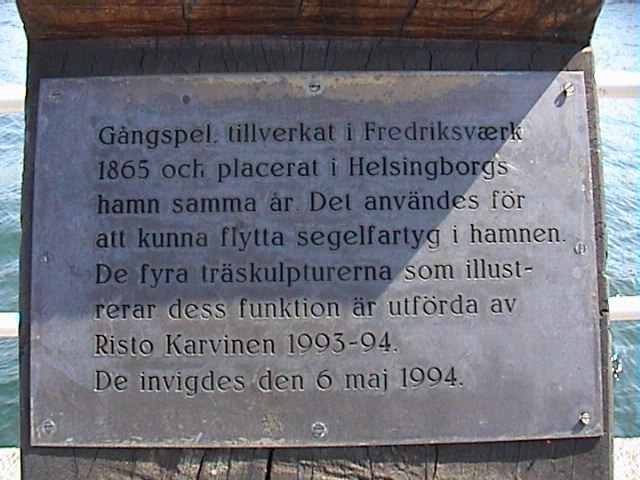 Gångspel. tillverkat i Fredriksværk
1865 och placerat i Helsingborgs
hamn samma år. Det användes för
att kunna flytta segelfartyg i hamnen.
De fyra träskulpturerna som illust-
rerar dess funktion är utförda av
Risto Karvinen 1993-94.
De invigdes den 6 maj 1994.